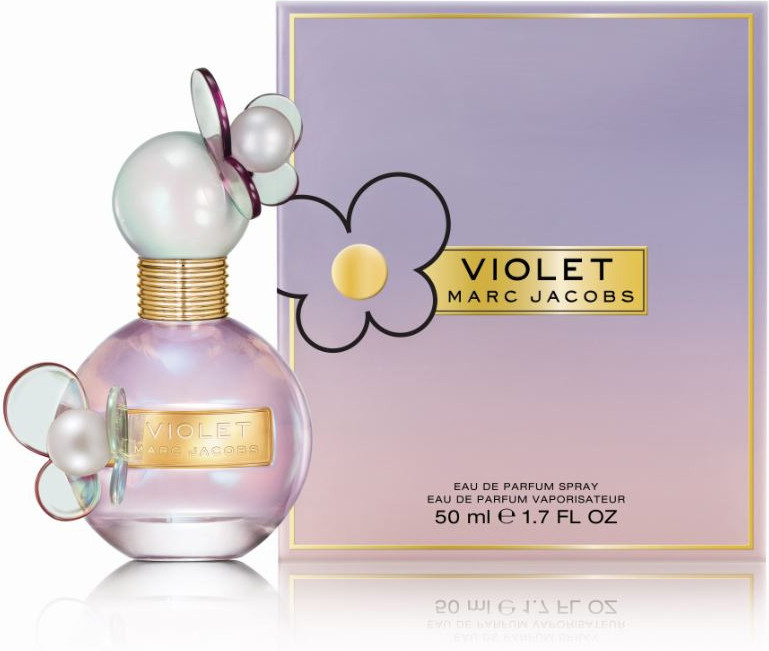 VIOLET
MARC JACOBS
VIOLET
MARC JACOBS
EAU DE PARFUM SPRAY
EAU DE PARFUM VAPORISATEUR
50 ml ℮ 1.7 FL OZ